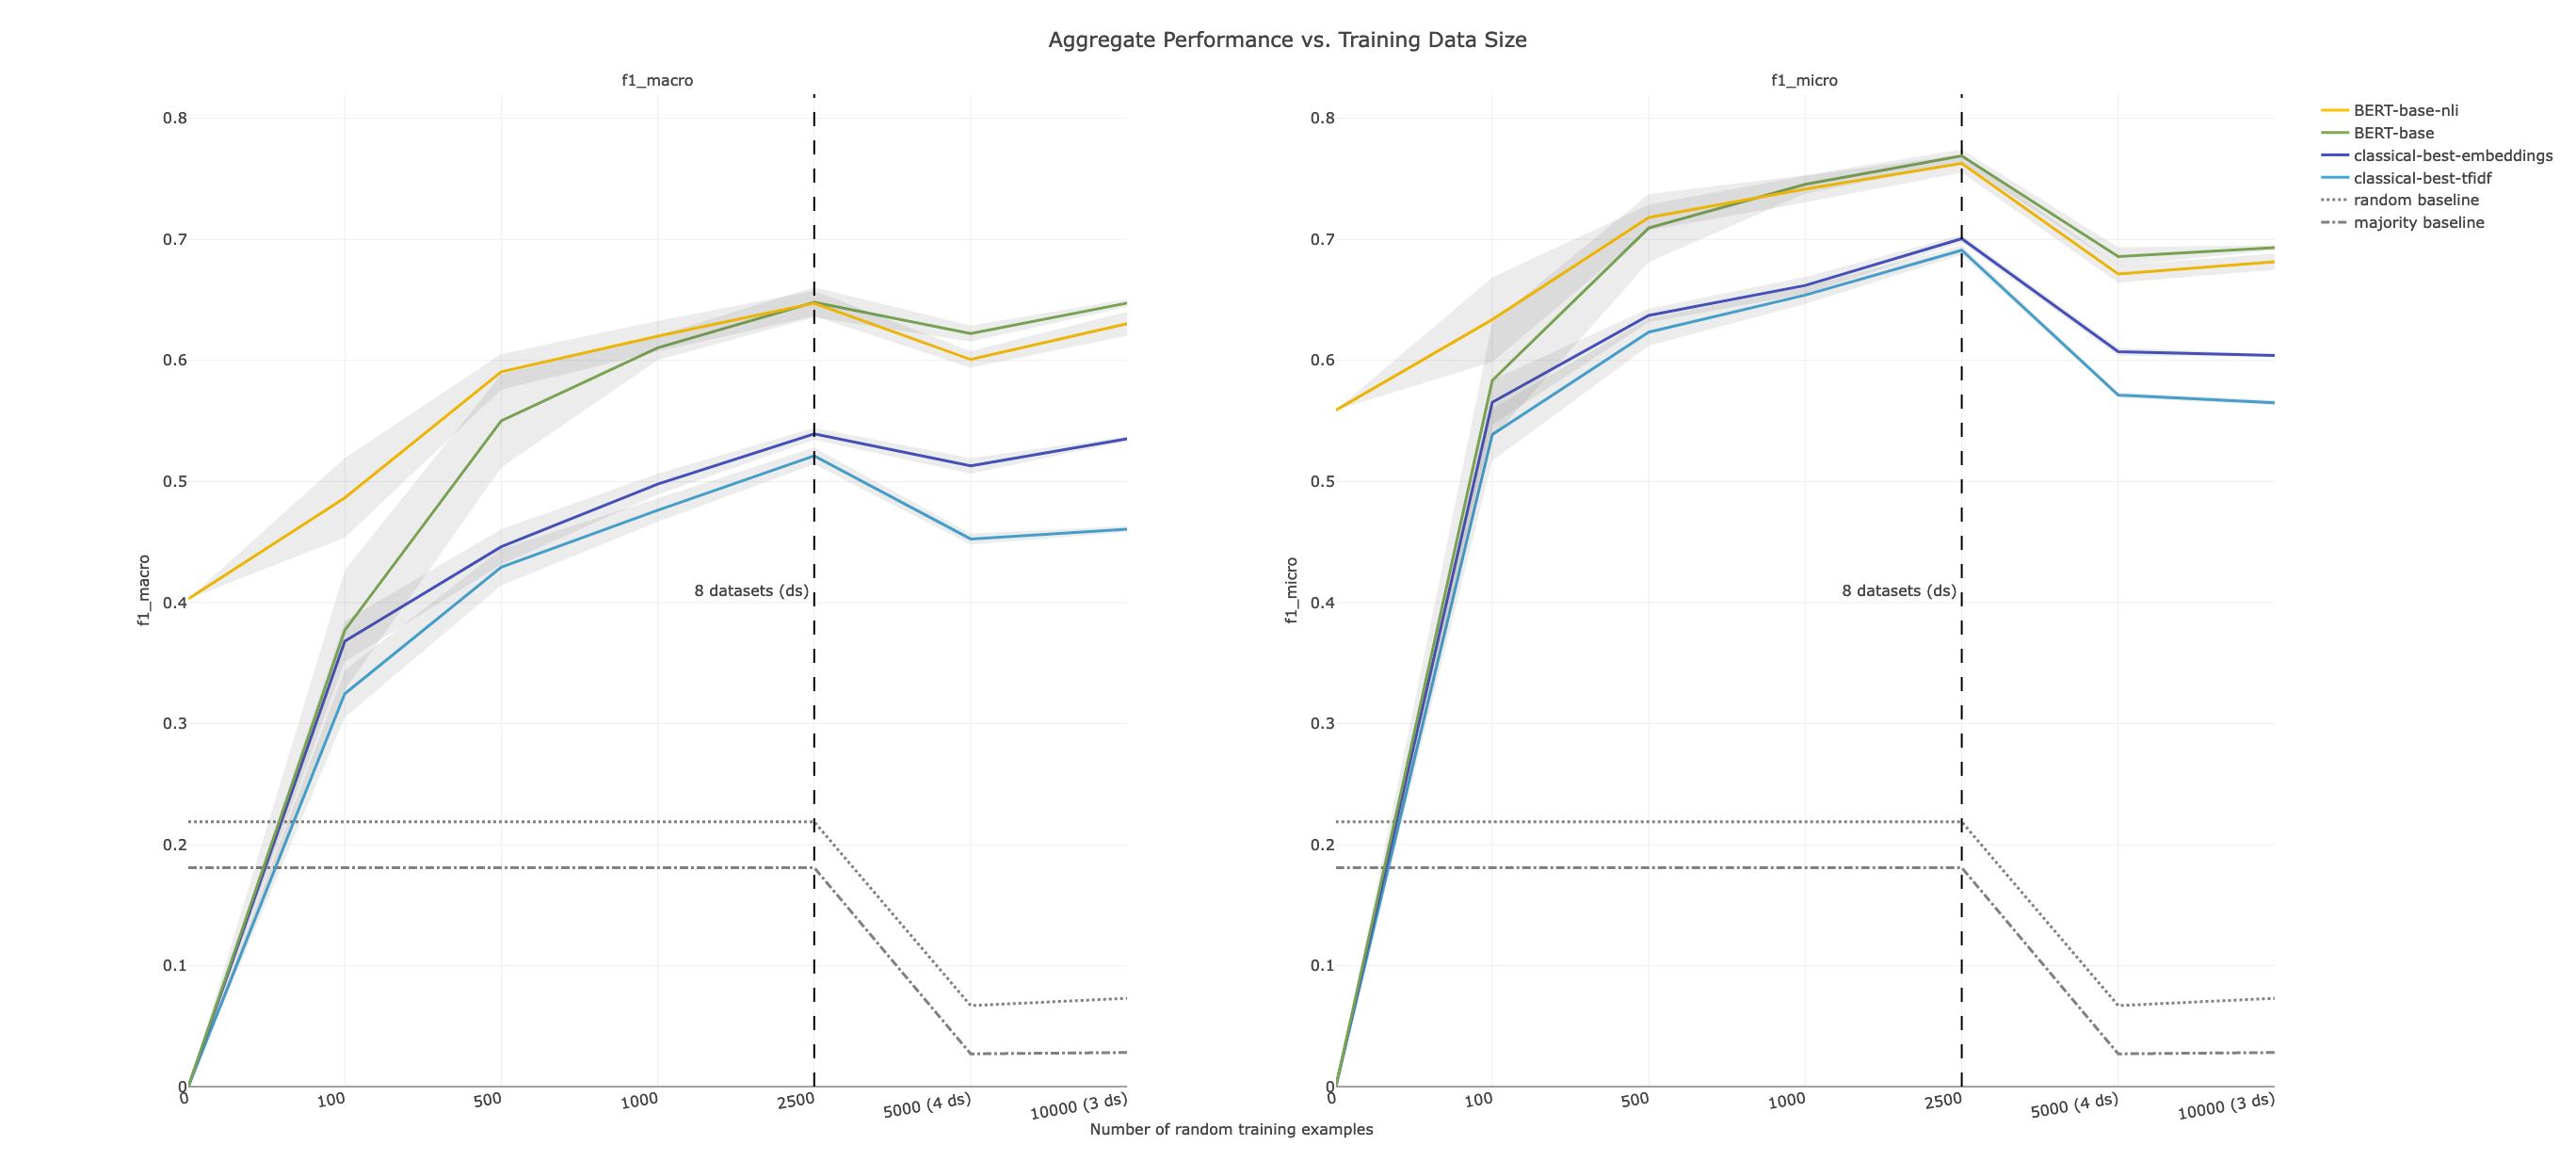 Aggregate Performance vs. Training Data Size
f1_macro
0.8
0.7
0.6
0.5
0.4
0.3
0.2
0.1
0
f1_macro
8 datasets (ds)
0
100
500
1000
2500
5000 (4 ds)
10000 (3 ds)
f1_micro
0.8
0.7
0.6
0.5
0.4
0.3
0.2
0.1
0
f1_micro
8 datasets (ds)
0
100
500
1000
2500
5000 (4 ds)
10000 (3 ds)
Number of random training examples
BERT-base-nli
BERT-base
classical-best-embeddings
classical-best-tfidf
random baseline
majority baseline